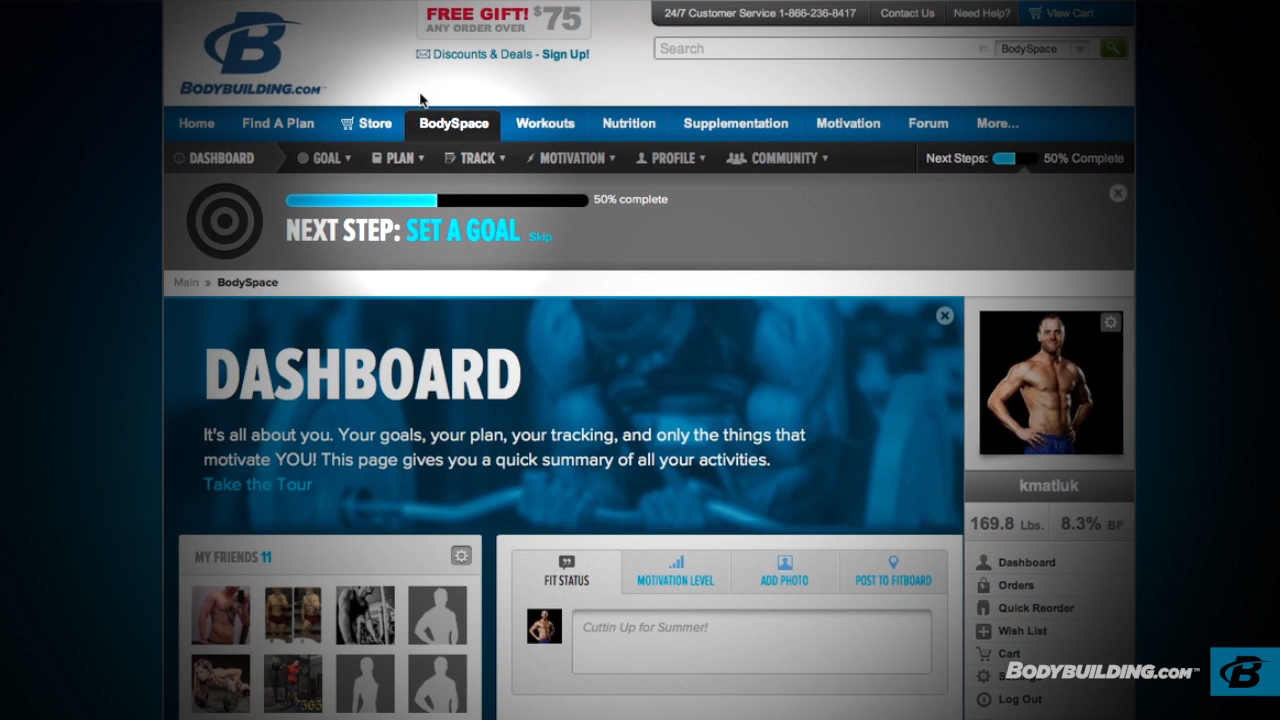 FREE GIFT! $75
ANY ORDER OVER
Discounts & Deals - Sign Up!
24/7 Customer Service 1-866-236-8417
Contact Us
Need Help?
View Cart
B
BODYBUILDING.COM
Search
in:
BodySpace
Home
Find A Plan
Store
BodySpace
Workouts
Nutrition
Supplementation
Motivation
Forum
More...
DASHBOARD
GOAL
PLAN
TRACK
MOTIVATION
PROFILE
COMMUNITY
Next Steps:
50% Complete
50% complete
NEXT STEP: SET A GOAL Skip
Main » BodySpace
DASHBOARD
It's all about you. Your goals, your plan, your tracking, and only the things that
motivate YOU! This page gives you a quick summary of all your activities.
Take the Tour
kmatluk
169.8 Lbs.
8.3% BF
MY FRIENDS 11
365
FIT STATUS
MOTIVATION LEVEL
ADD PHOTO
POST TO FITBOARD
Cuttin Up for Summer!
Dashboard
Orders
Quick Reorder
Wish List
Cart
Log Out
BODYBUILDING.COM™
B